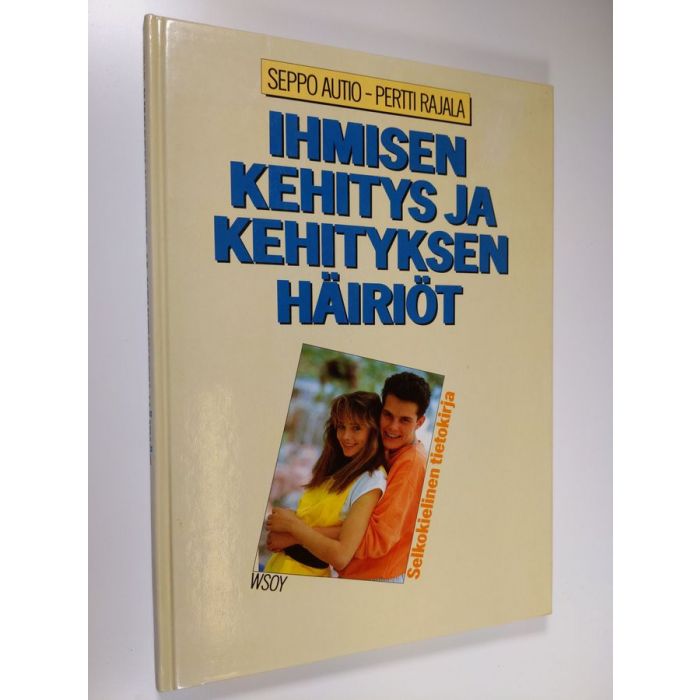 SEPPO AUTIO – PERTTI RAJALA
IHMISEN
KEHITYS JA
KEHITYKSEN
HÄIRIÖT
Selkokielinen tietokirja
WSOY